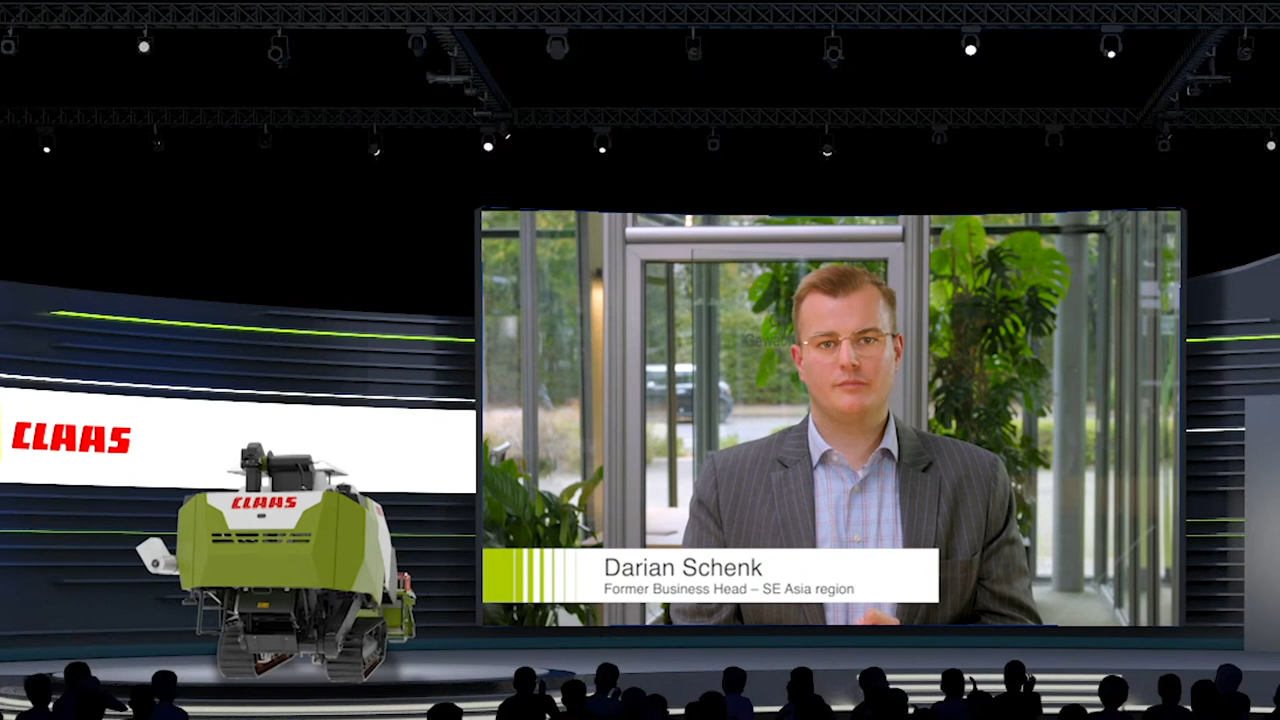 CLAAS
CLAAS
Darian Schenk
Former Business Head – SE Asia region